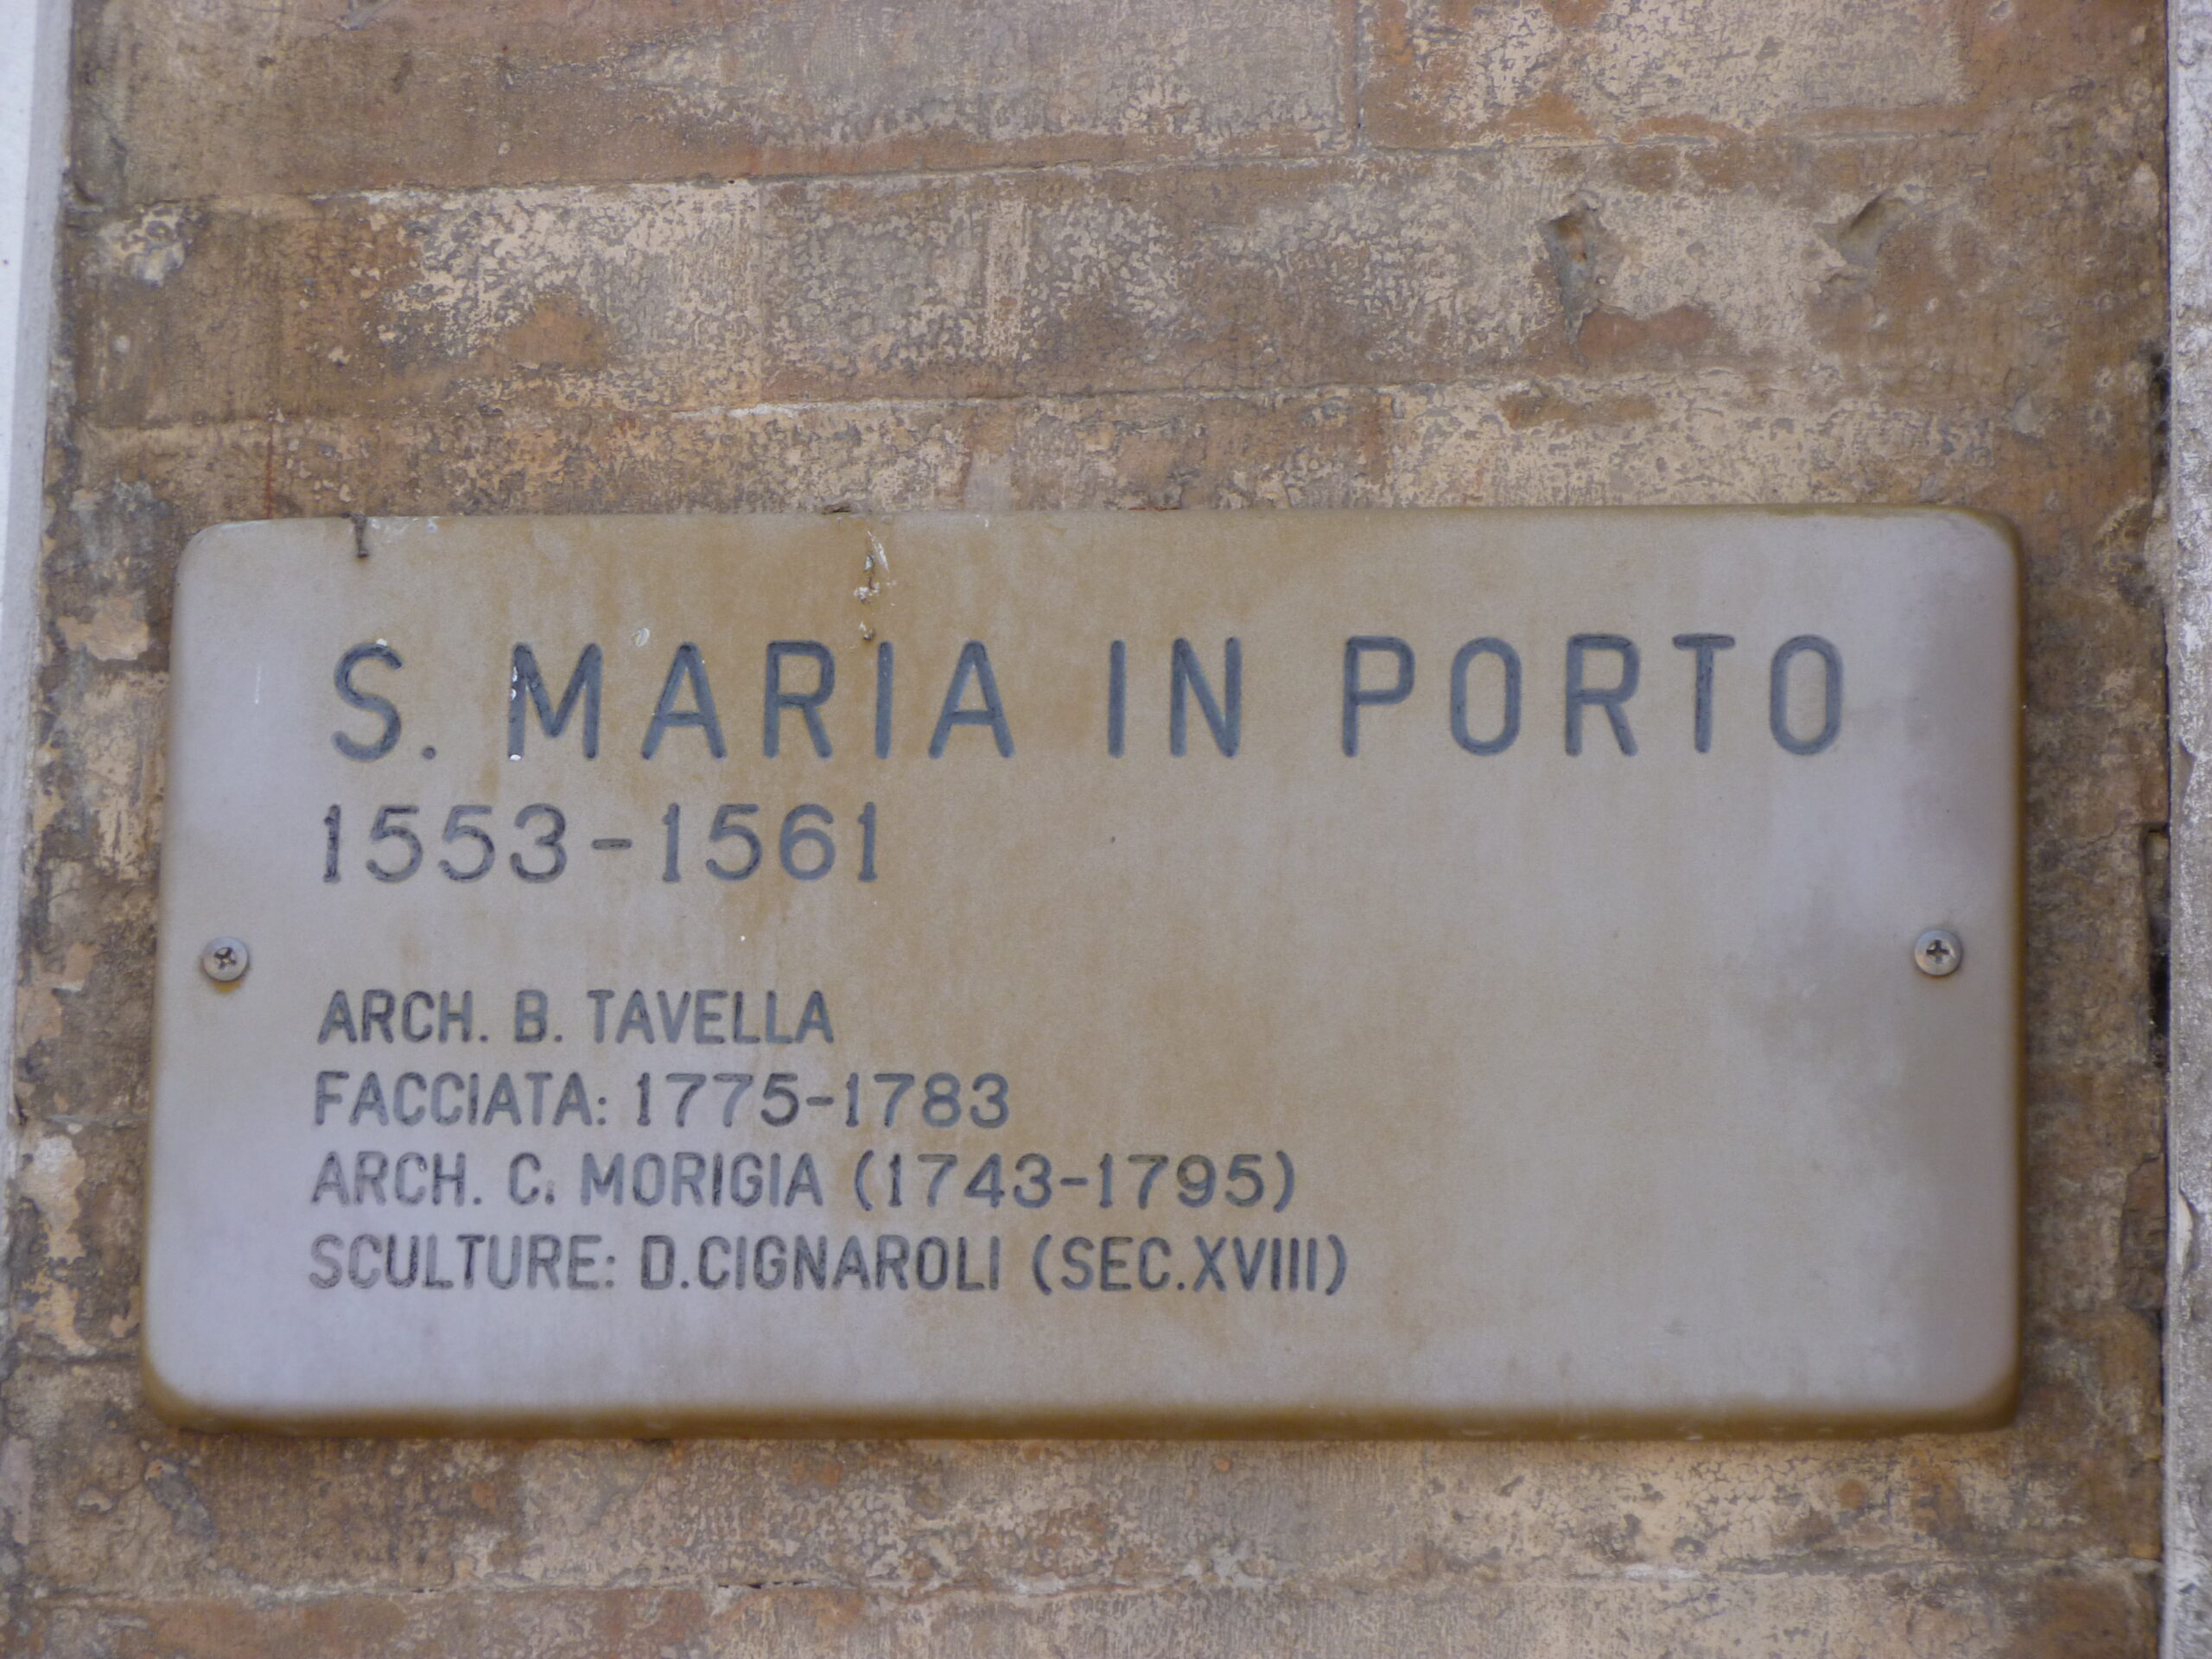 S. MARIA IN PORTO
1553-1561
ARCH. B. TAVELLA
FACCIATA: 1775-1783
ARCH. C. MORIGIA (1743-1795)
SCULTURE: D.CIGNAROLI (SEC.XVIII)